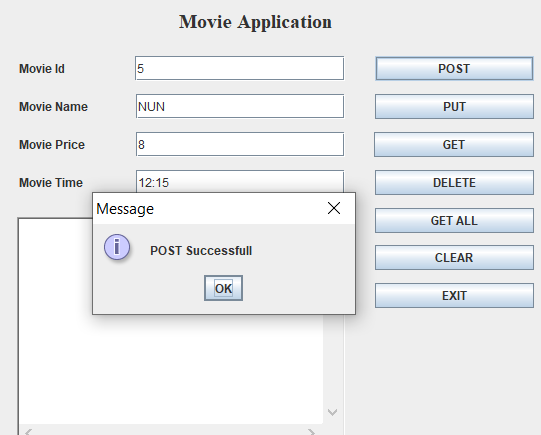 Movie Application
Movie Id 5 POST
Movie Name NUN PUT
Movie Price 8 GET
Movie Time 12:15 DELETE
Message
POST Successfull
OK
GET ALL
CLEAR
EXIT